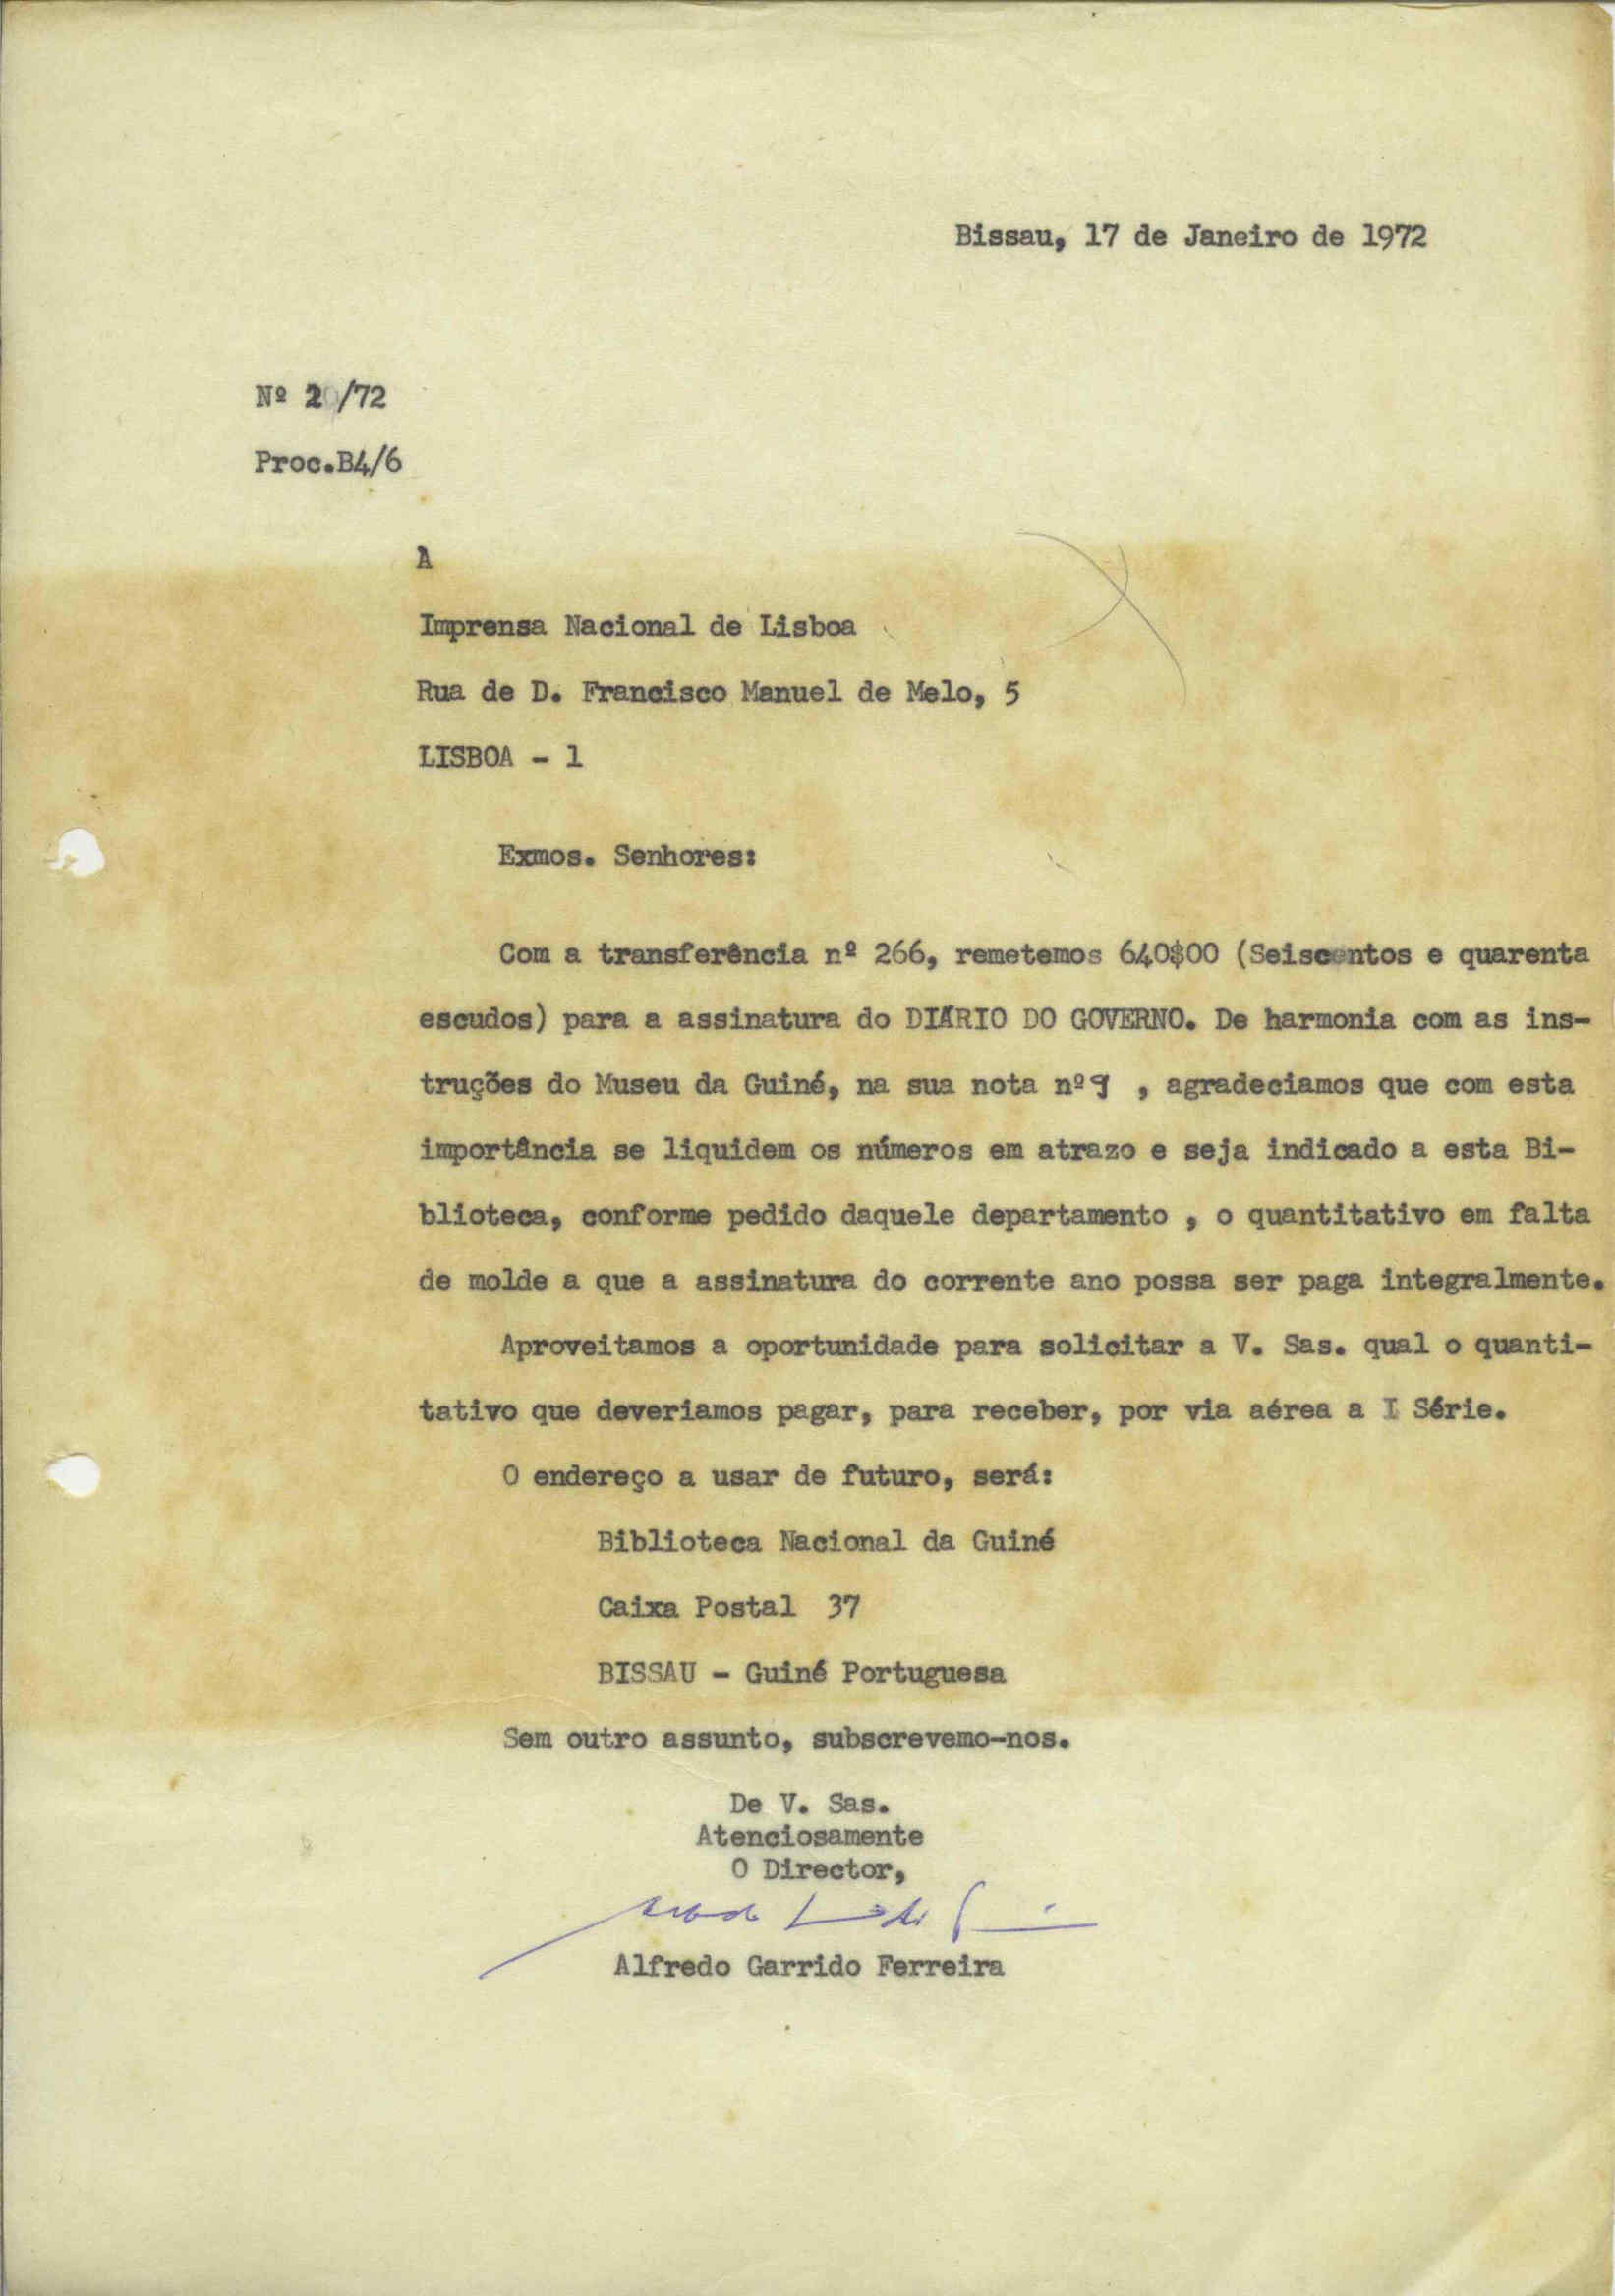 Bissau, 17 de Janeiro de 1972
Nº 2 /72
Proc.B4/6
A
Imprensa Nacional de Lisboa
Rua de D. Francisco Manuel de Melo, 5
LISBOA - 1
Exmos. Senhores:
Com a transferência nº 266, remetemos 640$00 (Seiscentos e quarenta
escudos) para a assinatura do DIÁRIO DO GOVERNO. De harmonia com as ins-
truções do Museu da Guiné, na sua nota nº , agradeciamos que com esta
importância se liquidem os números em atrazo e seja indicado a esta Bi-
blioteca, conforme pedido daquele departamento , o quantitativo em falta
de molde a que a assinatura do corrente ano possa ser paga integralmente.
Aproveitamos a oportunidade para solicitar a V. Sas. qual o quanti-
tativo que deveriamos pagar, para receber, por via aérea a I Série.
O endereço a usar de futuro, será:
Biblioteca Nacional da Guiné
Caixa Postal 37
BISSAU - Guiné Portuguesa
Sem outro assunto, subscrevemo-nos.
De V. Sas.
Atenciosamente
O Director,
Alfredo Garrido Ferreira